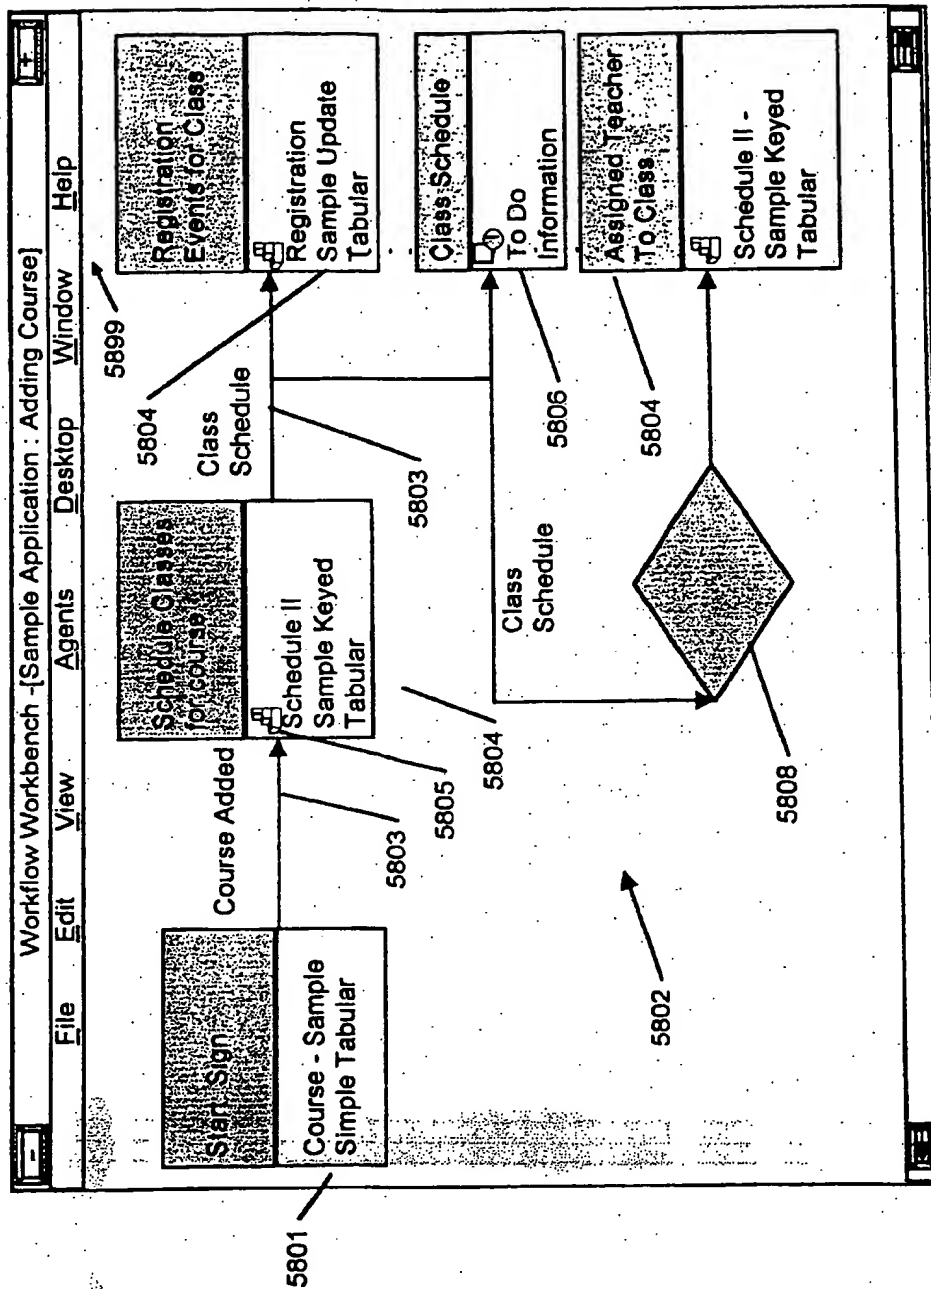 Workflow Workbench -[Sample Application : Adding Course]
File Edit View Agents Desktop Window Help
5899
5801
Start Sign
Course - Sample
Simple Tabular
Course Added
5803
5805
5804
Schedule Classes
for course
Schedule II
Sample Keyed
Tabular
Class
Schedule
5803
5804
Registration
Events for Class
Registration
Sample Update
Tabular
Class Schedule
To Do
Information
5806
Assigned Teacher
To Class
Schedule II -
Sample Keyed
Tabular
5804
Class
Schedule
5808
5802